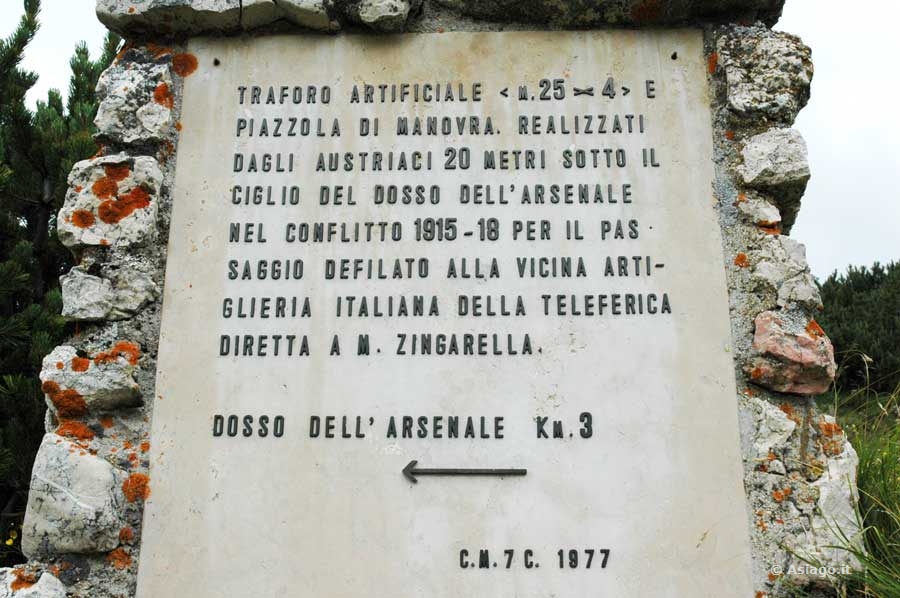 TRAFORO ARTIFICIALE < M. 25 × 4 > E
PIAZZOLA DI MANOVRA. REALIZZATI
DAGLI AUSTRIACI 20 METRI SOTTO IL
CIGLIO DEL DOSSO DELL'ARSENALE
NEL CONFLITTO 1915-18 PER IL PAS-
SAGGIO DEFILATO ALLA VICINA ARTI-
GLIERIA ITALIANA DELLA TELEFERICA
DIRETTA A M. ZINGARELLA.
DOSSO DELL'ARSENALE KM. 3
←
C.M. 7 C. 1977
© Asiago.it